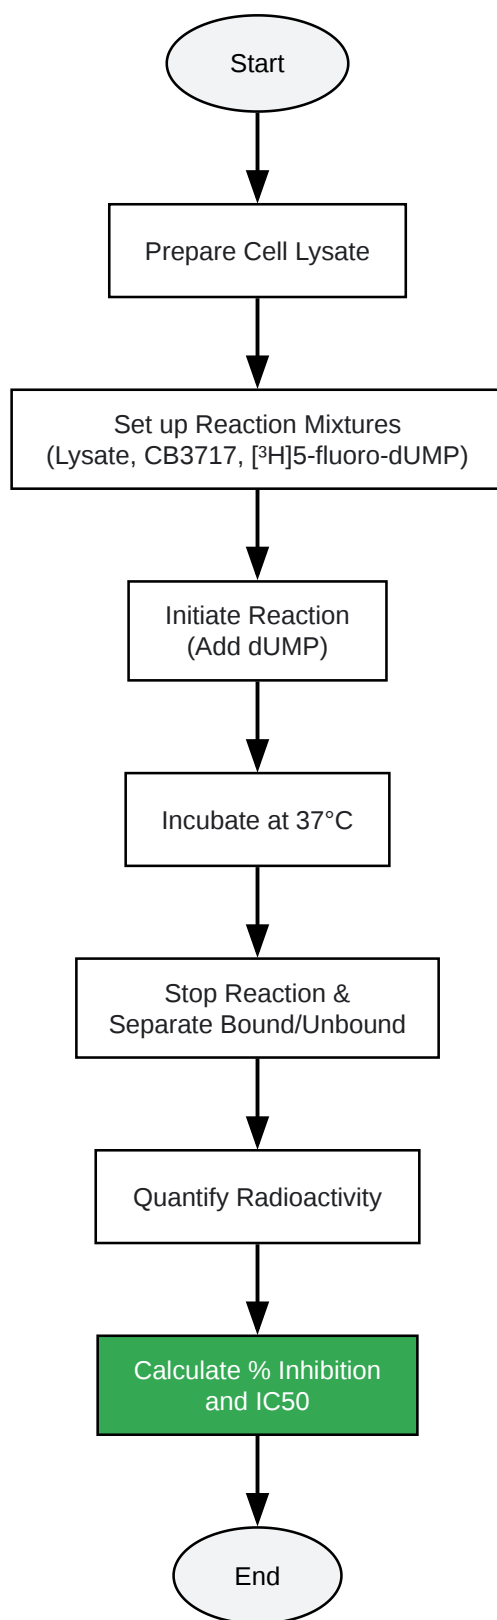 Start
Prepare Cell Lysate
Set up Reaction Mixtures
(Lysate, CB3717, [³H]5-fluoro-dUMP)
Initiate Reaction
(Add dUMP)
Incubate at 37°C
Stop Reaction &
Separate Bound/Unbound
Quantify Radioactivity
Calculate % Inhibition
and IC50
End